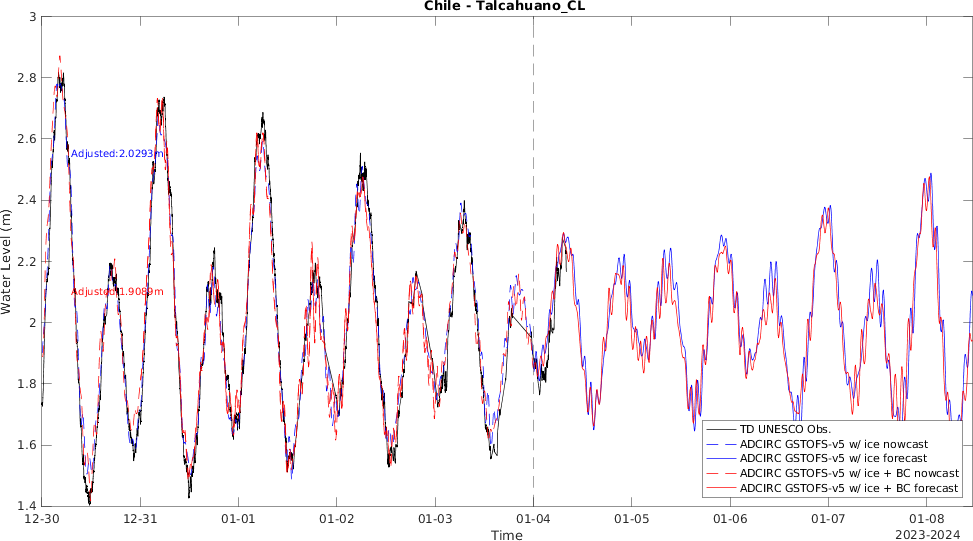 Chile - Talcahuano_CL
3
2.8
2.6
2.4
2.2
2
1.8
1.6
1.4
Water Level (m)
Adjusted:2.0293m
Adjusted:1.9089m
TD UNESCO Obs.
ADCIRC GSTOFS-v5 w/ ice nowcast
ADCIRC GSTOFS-v5 w/ ice forecast
ADCIRC GSTOFS-v5 w/ ice + BC nowcast
ADCIRC GSTOFS-v5 w/ ice + BC forecast
12-30 12-31 01-01 01-02 01-03 01-04 01-05 01-06 01-07 01-08
Time
2023-2024